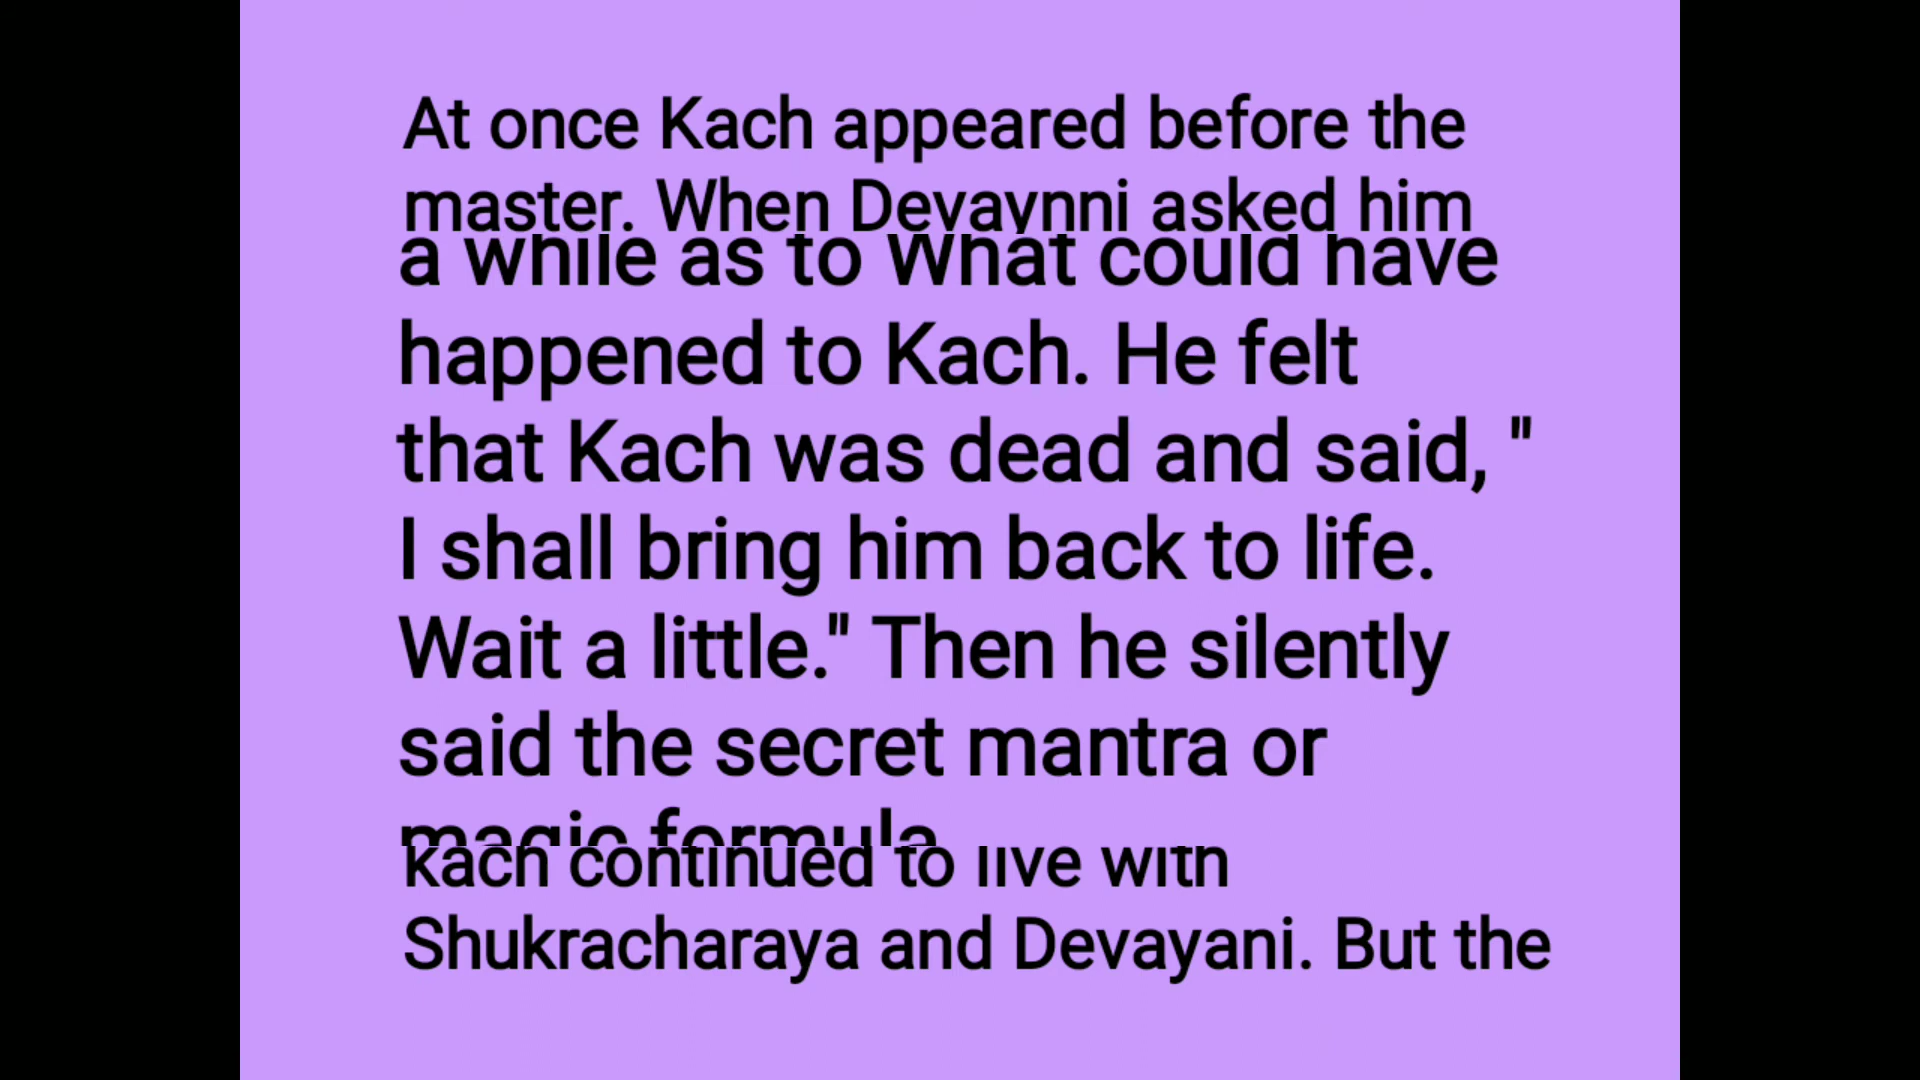 At once Kach appeared before the
master. When Devaynni asked him
a while as to What could have
happened to Kach. He felt
that Kach was dead and said, "
I shall bring him back to life.
Wait a little." Then he silently
said the secret mantra or
magic formula
kach continued to live with
Shukracharaya and Devayani. But the